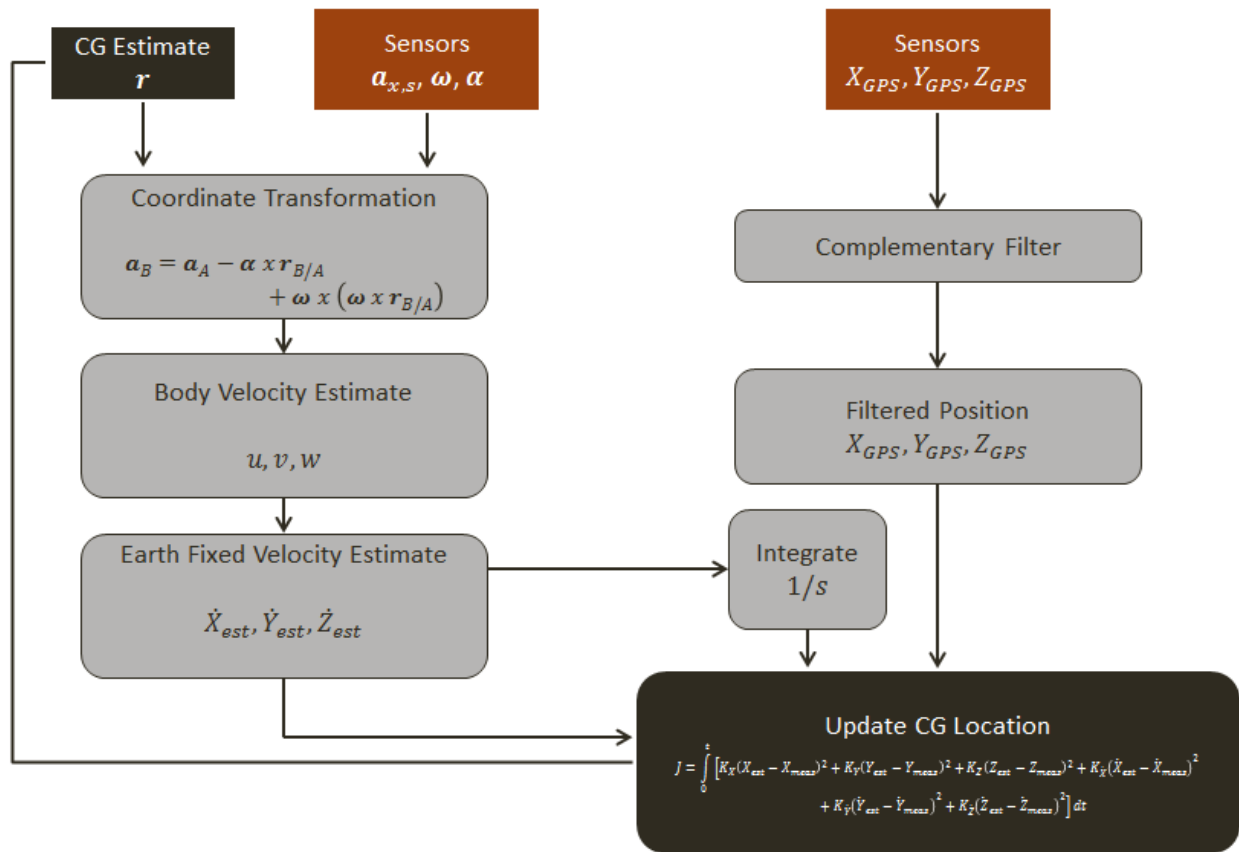 CG Estimate
r
Sensors
a_{x,s}, ω, α
Sensors
X_{GPS}, Y_{GPS}, Z_{GPS}
Coordinate Transformation
a_B = a_A − α x r_{B/A}
+ ω x (ω x r_{B/A})
Complementary Filter
Body Velocity Estimate
u, v, w
Filtered Position
X_{GPS}, Y_{GPS}, Z_{GPS}
Earth Fixed Velocity Estimate
Ẋ_{est}, Ẏ_{est}, Ż_{est}
Integrate
1/s
Update CG Location
J = ∫_0^t [K_X(X_{est} − X_{meas})² + K_Y(Y_{est} − Y_{meas})² + K_Z(Z_{est} − Z_{meas})² + K_Ẋ(Ẋ_{est} − Ẋ_{meas})²
+ K_Ẏ(Ẏ_{est} − Ẏ_{meas})² + K_Ż(Ż_{est} − Ż_{meas})²] dt